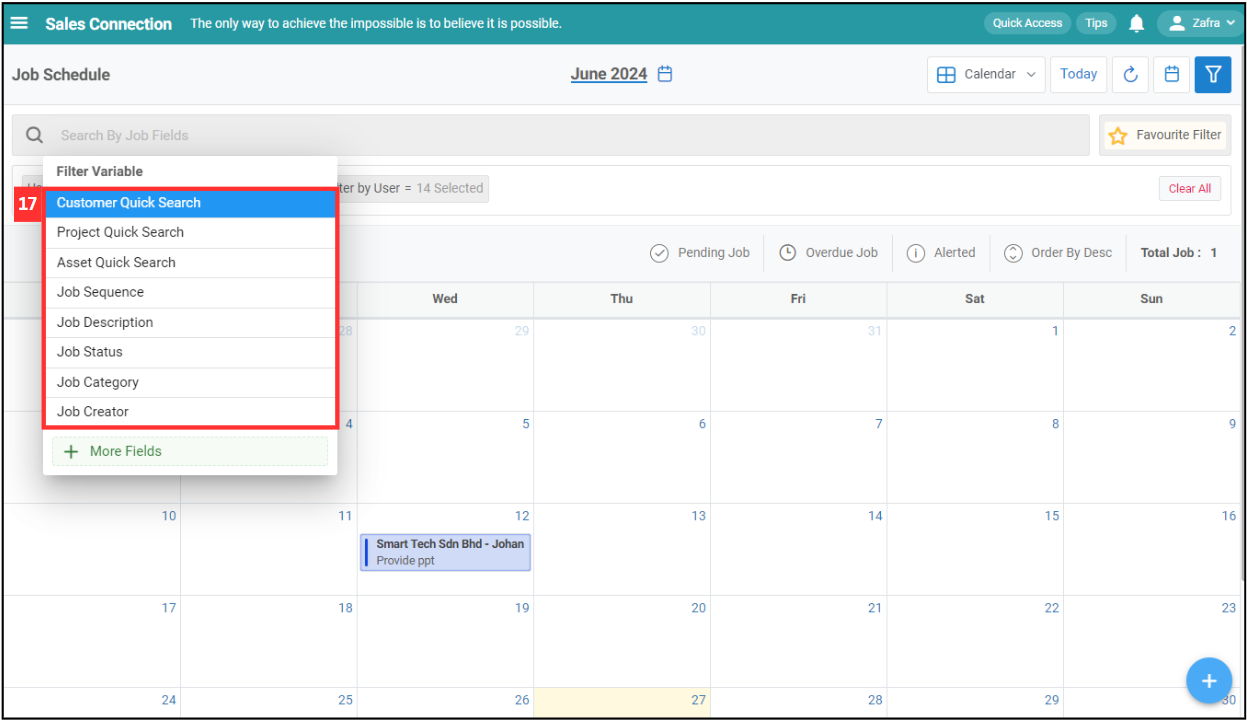 Sales Connection The only way to achieve the impossible is to believe it is possible. Quick Access Tips Zafra
Job Schedule June 2024 Calendar Today
Search By Job Fields Favourite Filter
Filter Variable
by User = 14 Selected Clear All
17 Customer Quick Search
Project Quick Search
Asset Quick Search
Job Sequence
Job Description
Job Status
Job Category
Job Creator
+ More Fields
Pending Job Overdue Job Alerted Order By Desc Total Job : 1
Wed Thu Fri Sat Sun
28 29 30 31 1 2
4 5 6 7 8 9
10 11 12 13 14 15 16
Smart Tech Sdn Bhd - Johan
Provide ppt
17 18 19 20 21 22 23
24 25 26 27 28 29 30